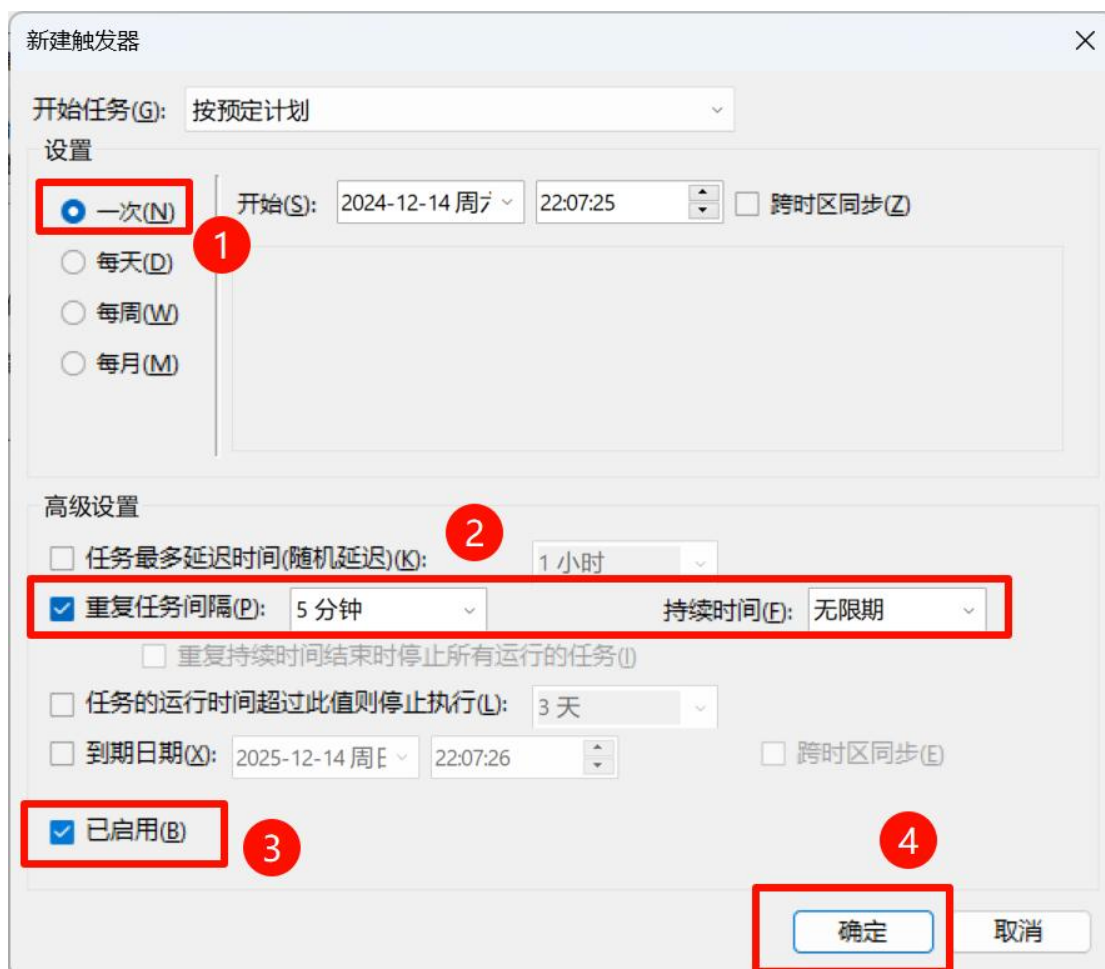 新建触发器
开始任务(G): 按预定计划
设置
一次(N) 开始(S): 2024-12-14 周 22:07:25 跨时区同步(Z)
1
每天(D)
每周(W)
每月(M)
高级设置
2
任务最多延迟时间(随机延迟)(K): 1 小时
重复任务间隔(P): 5 分钟 持续时间(F): 无限期
重复持续时间结束时停止所有运行的任务(I)
任务的运行时间超过此值则停止执行(L): 3 天
到期日期(X): 2025-12-14 周 22:07:26 跨时区同步(E)
已启用(B)
3
4
确定 取消